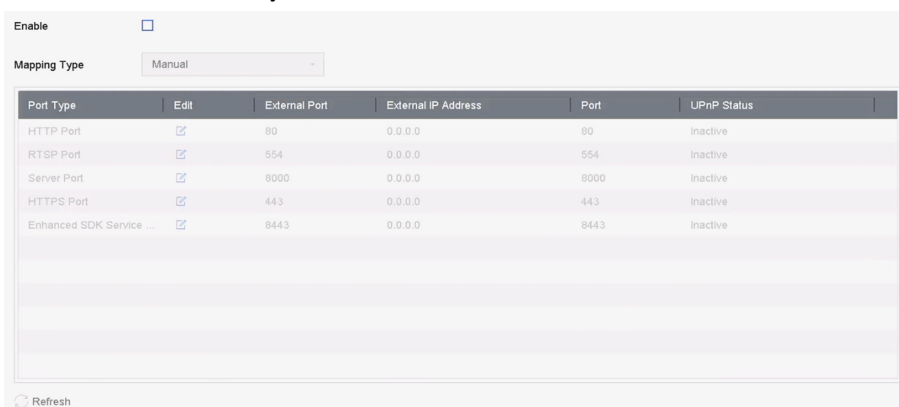 Enable
Mapping Type Manual
Port Type Edit External Port External IP Address Port UPnP Status
HTTP Port 80 0.0.0.0 80 Inactive
RTSP Port 554 0.0.0.0 554 Inactive
Server Port 8000 0.0.0.0 8000 Inactive
HTTPS Port 443 0.0.0.0 443 Inactive
Enhanced SDK Service ... 8443 0.0.0.0 8443 Inactive
Refresh